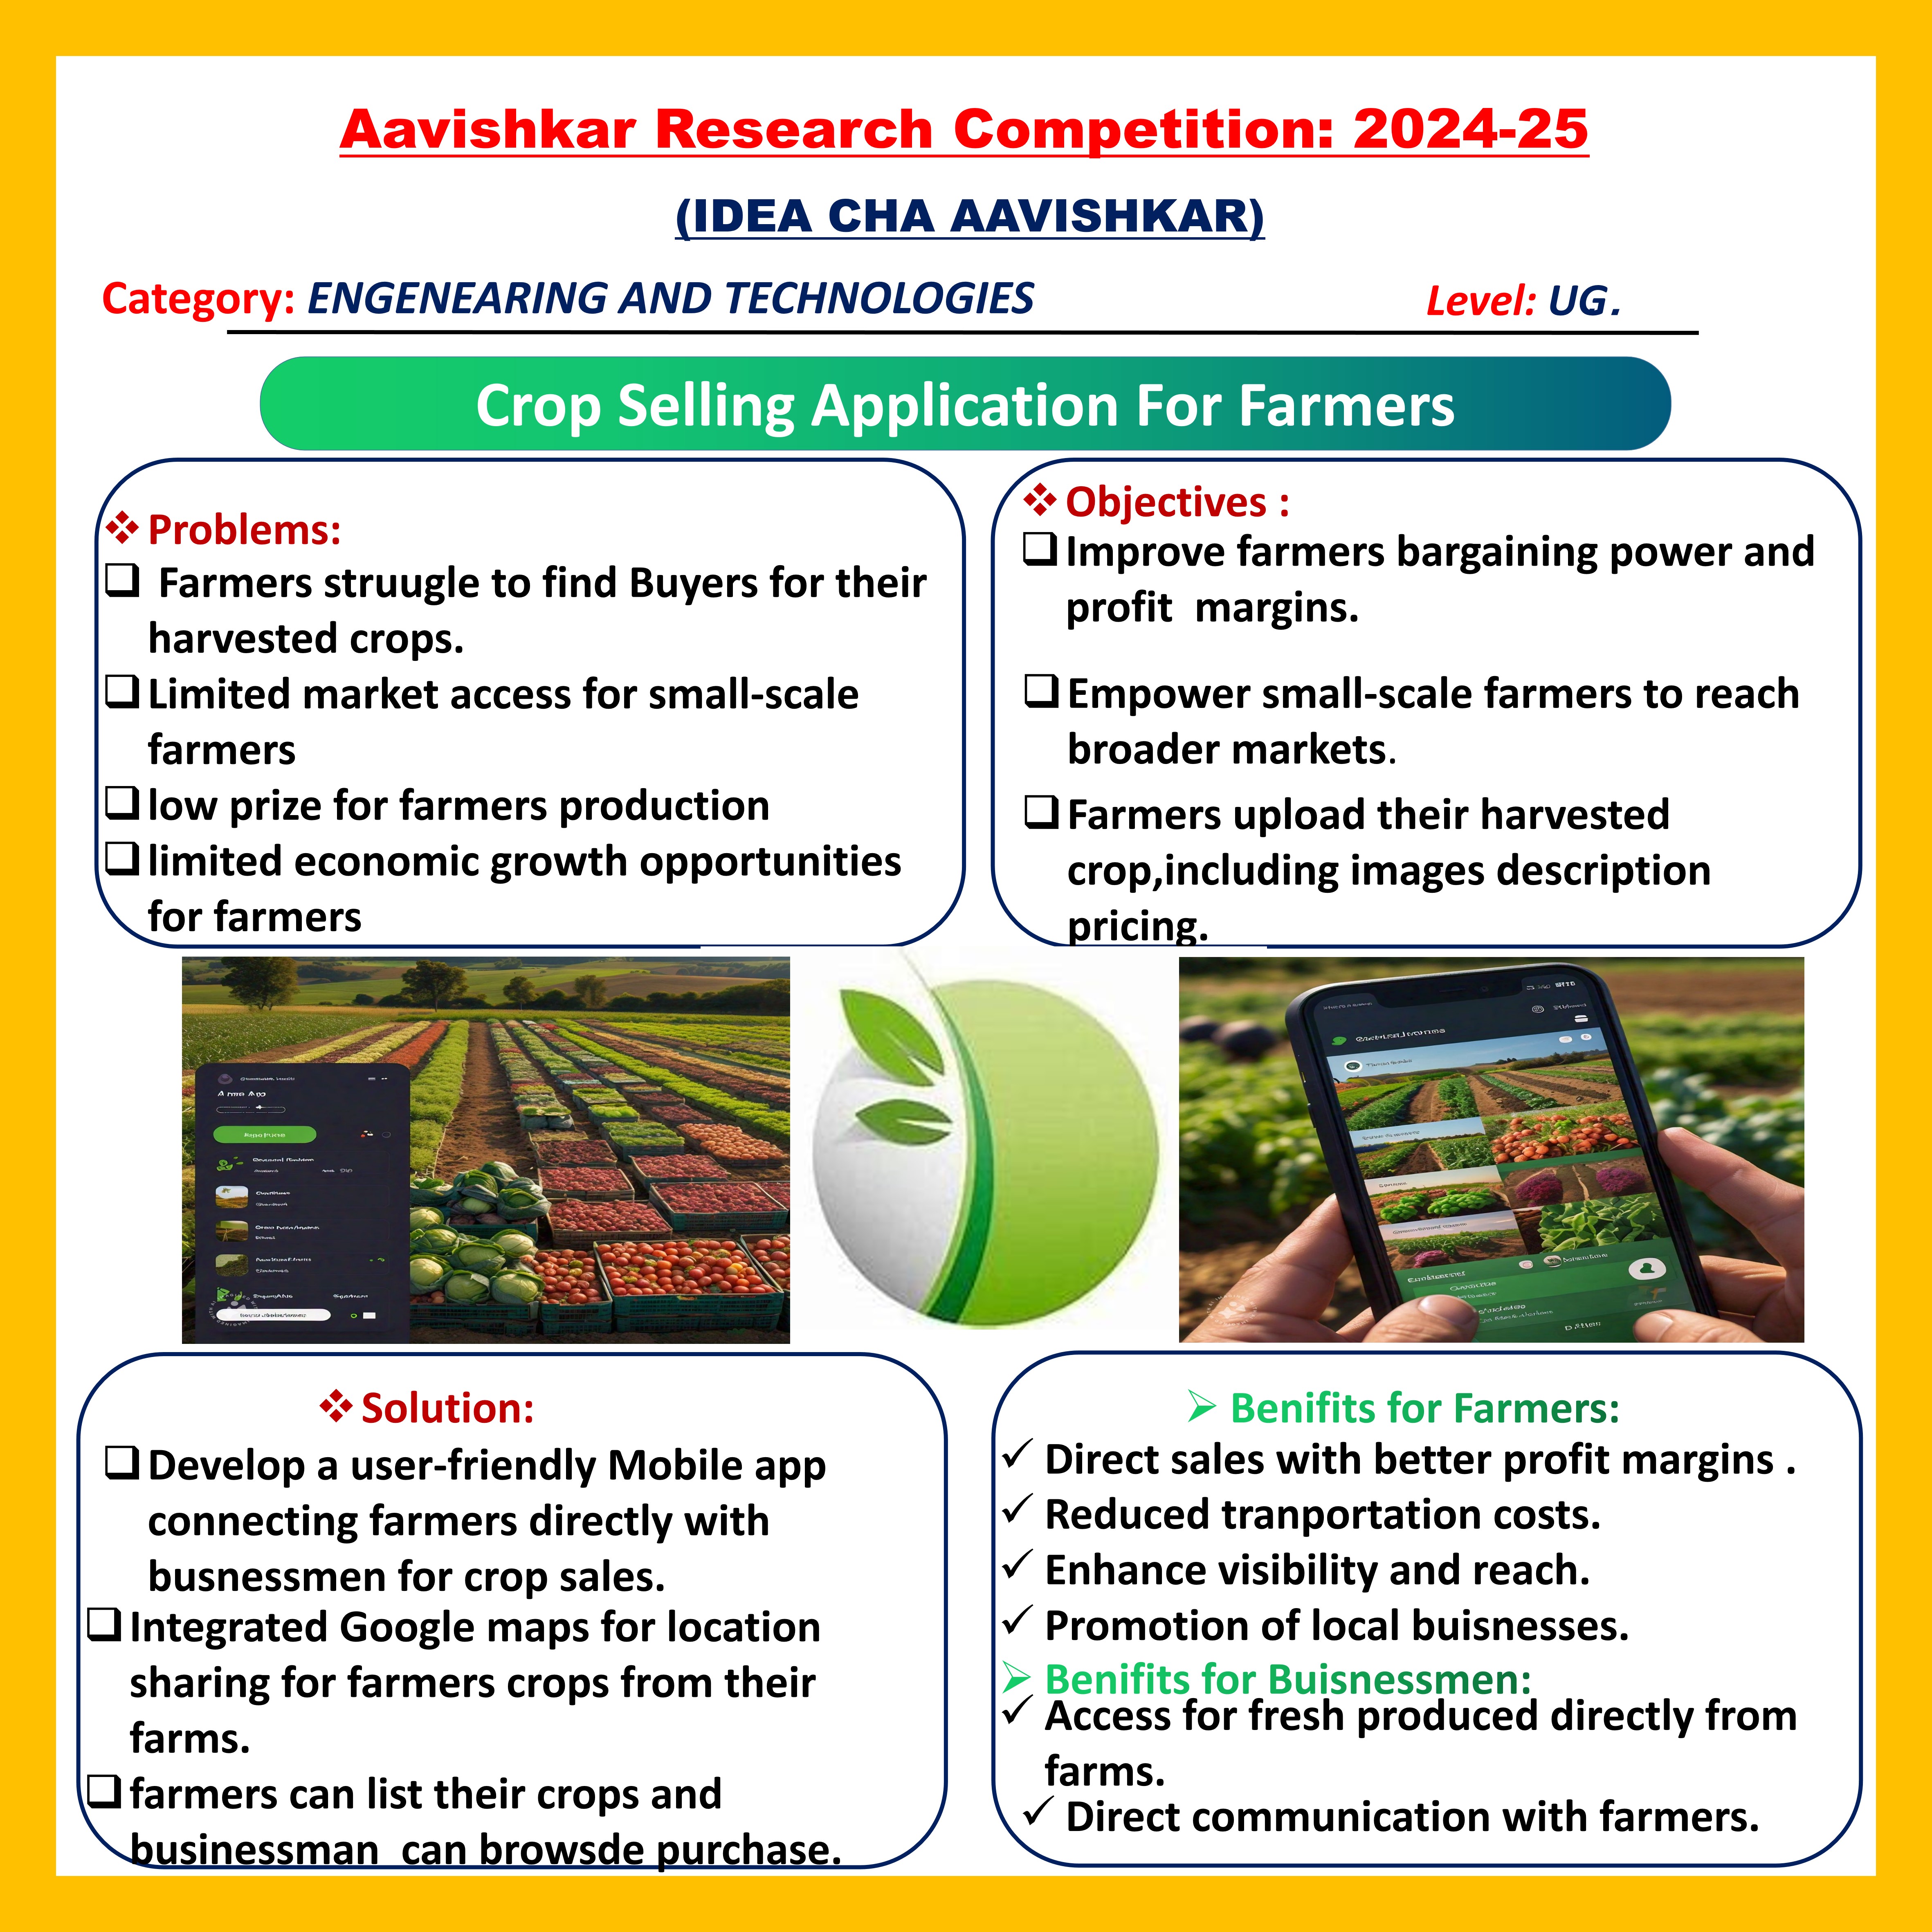 Aavishkar Research Competition: 2024-25
(IDEA CHA AAVISHKAR)
Category: ENGENEARING AND TECHNOLOGIES
Level: UG.
Crop Selling Application For Farmers
Problems:
Farmers struugle to find Buyers for their
harvested crops.
Limited market access for small-scale
farmers
low prize for farmers production
limited economic growth opportunities
for farmers
Objectives :
Improve farmers bargaining power and
profit margins.
Empower small-scale farmers to reach
broader markets.
Farmers upload their harvested
crop,including images description
pricing.
Solution:
Develop a user-friendly Mobile app
connecting farmers directly with
busnessmen for crop sales.
Integrated Google maps for location
sharing for farmers crops from their
farms.
farmers can list their crops and
businessman can browsde purchase.
Benifits for Farmers:
Direct sales with better profit margins .
Reduced tranportation costs.
Enhance visibility and reach.
Promotion of local buisnesses.
Benifits for Buisnessmen:
Access for fresh produced directly from
farms.
Direct communication with farmers.